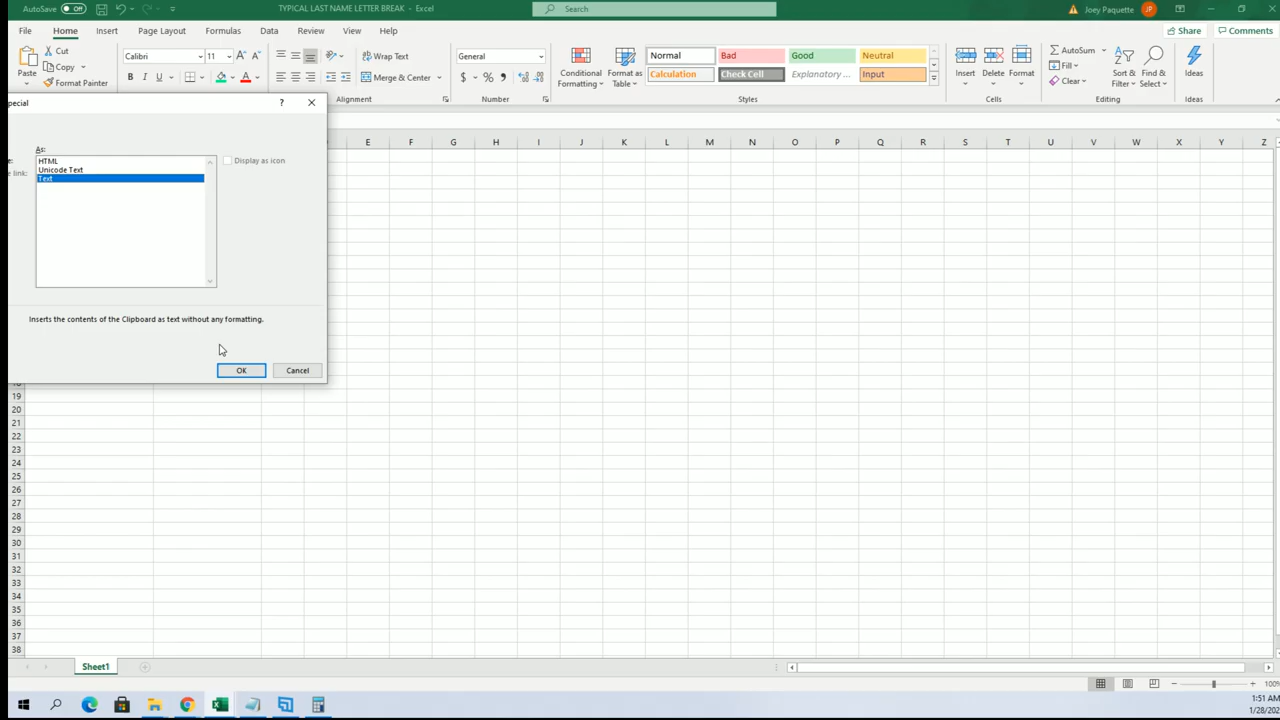 AutoSave Off TYPICAL LAST NAME LETTER BREAK - Excel Search Joey Paquette JP
File Home Insert Page Layout Formulas Data Review View Help Share Comments
Paste Cut Copy Format Painter
Calibri 11 A A
B I U A
Wrap Text
Merge & Center
General
$ % ,
Conditional Formatting
Format as Table
Normal Bad Good Neutral
Calculation Check Cell Explanatory ... Input
Insert Delete Format
AutoSum Fill Clear
Sort & Filter
Find & Select
Ideas
Alignment Number Styles Cells Editing Ideas
pecial ? ×
As:
HTML
Unicode Text
Text
link:
Display as icon
Inserts the contents of the Clipboard as text without any formatting.
OK Cancel
E F G H I J K L M N O P Q R S T U V W X Y Z
19
20
21
22
23
24
25
26
27
28
29
30
31
32
33
34
35
36
37
38
Sheet1
100%
1:51 AM
1/28/202